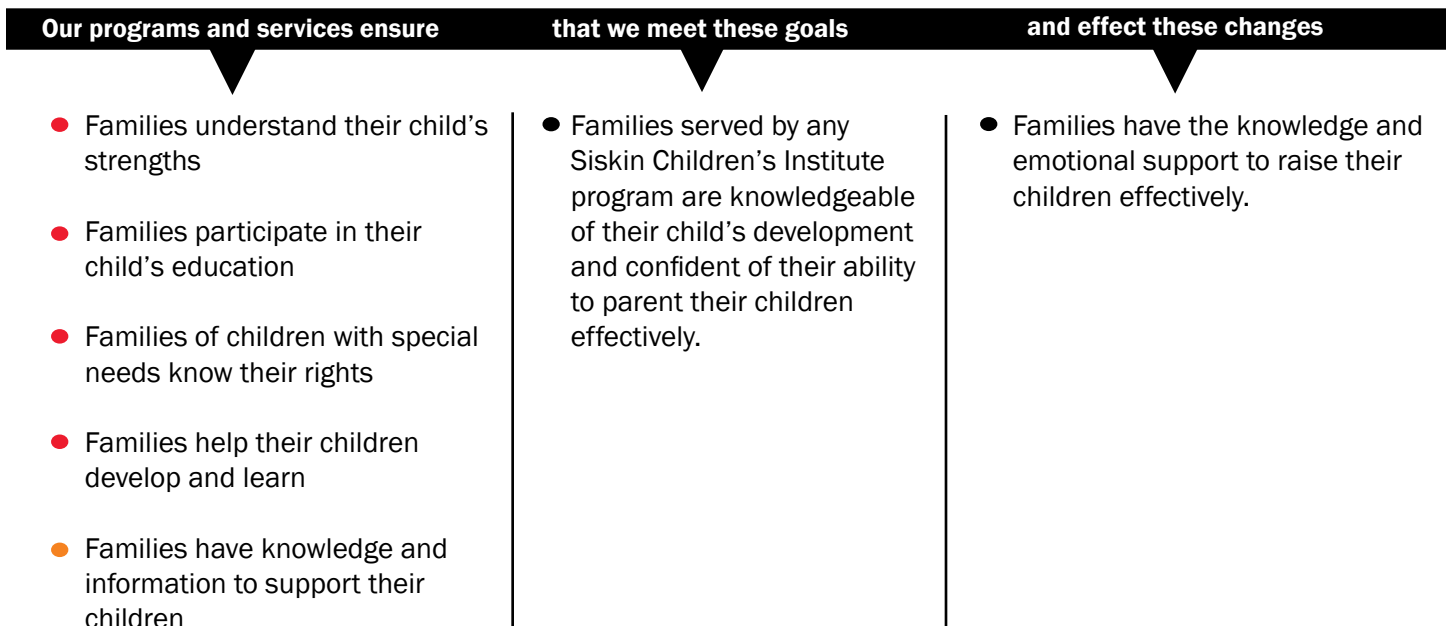 Our programs and services ensure
that we meet these goals
and effect these changes
Families understand their child's
strengths
Families participate in their
child's education
Families of children with special
needs know their rights
Families help their children
develop and learn
Families have knowledge and
information to support their
children
Families served by any
Siskin Children's Institute
program are knowledgeable
of their child's development
and confident of their ability
to parent their children
effectively.
Families have the knowledge and
emotional support to raise their
children effectively.